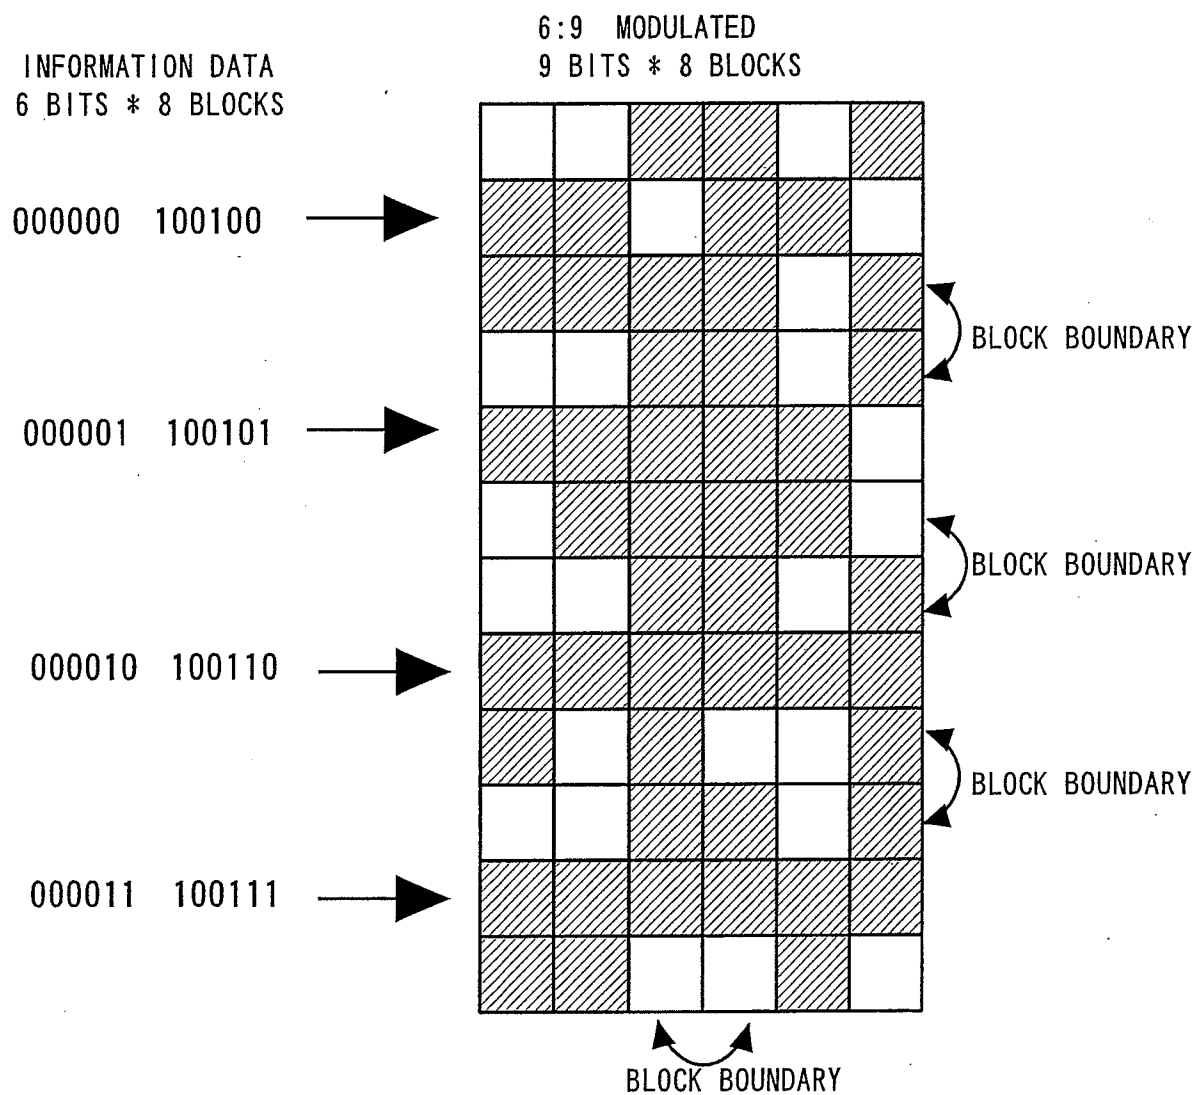 6:9 MODULATED
9 BITS * 8 BLOCKS
INFORMATION DATA
6 BITS * 8 BLOCKS
000000 100100
BLOCK BOUNDARY
000001 100101
BLOCK BOUNDARY
000010 100110
BLOCK BOUNDARY
000011 100111
BLOCK BOUNDARY